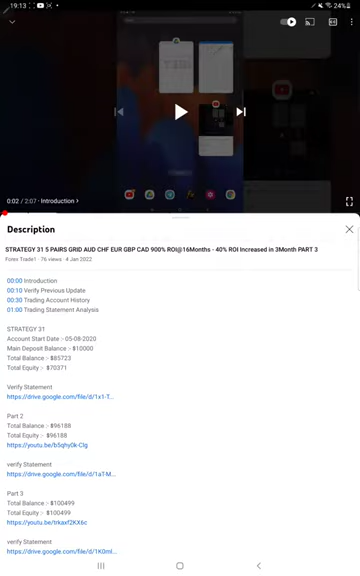 19:13
24%
0:02 / 2:07 · Introduction >
Description
STRATEGY 31 5 PAIRS GRID AUD CHF EUR GBP CAD 900% ROI@16Months - 40% ROI Increased in 3Month PART 3
Forex Trade1 · 76 views · 4 Jan 2022
00:00 Introduction
00:10 Verify Previous Update
00:30 Trading Account History
01:00 Trading Statement Analysis
STRATEGY 31
Account Start Date :-05-08-2020
Main Deposit Balance :- $10000
Total Balance :- $85723
Total Equity :- $70371
Verify Statement
https://drive.google.com/file/d/1x1-T...
Part 2
Total Balance :- $96188
Total Equity :- $96188
https://youtu.be/b5qhy0k-CIg
verify Statement
https://drive.google.com/file/d/1aT-M...
Part 3
Total Balance :- $100499
Total Equity :- $100499
https://youtu.be/trkaxf2KX6c
verify Statement
https://drive.google.com/file/d/1K0ml...